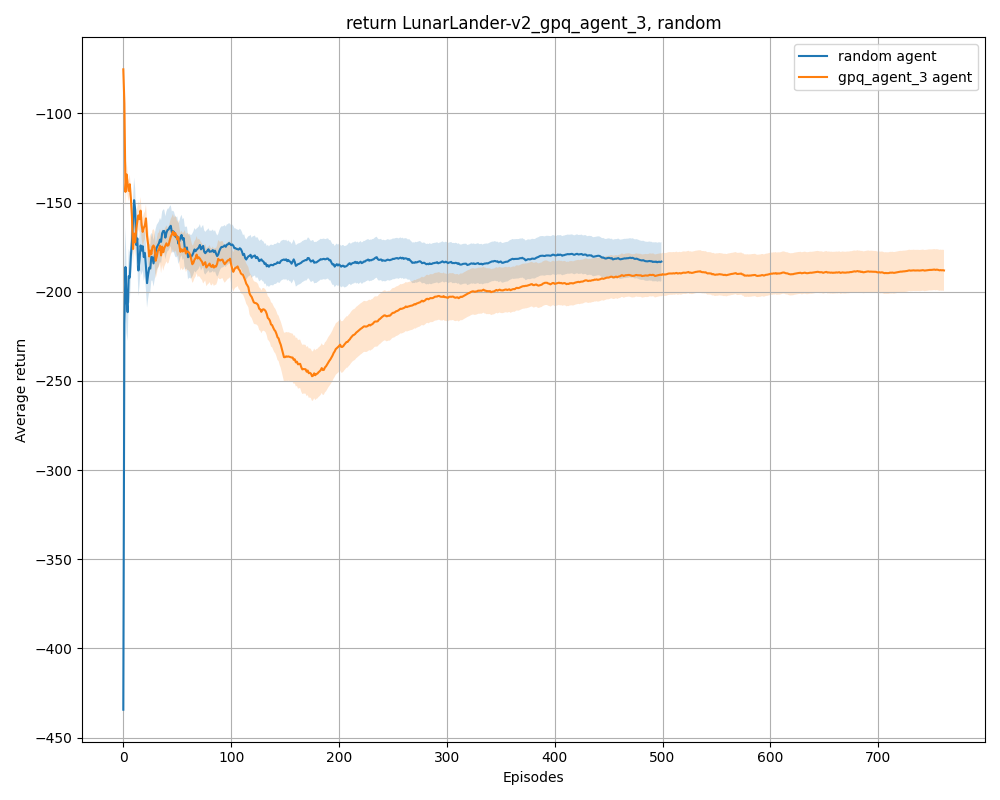 return LunarLander-v2_gpq_agent_3, random
random agent
gpq_agent_3 agent
Average return
−100
−150
−200
−250
−300
−350
−400
−450
0 100 200 300 400 500 600 700
Episodes